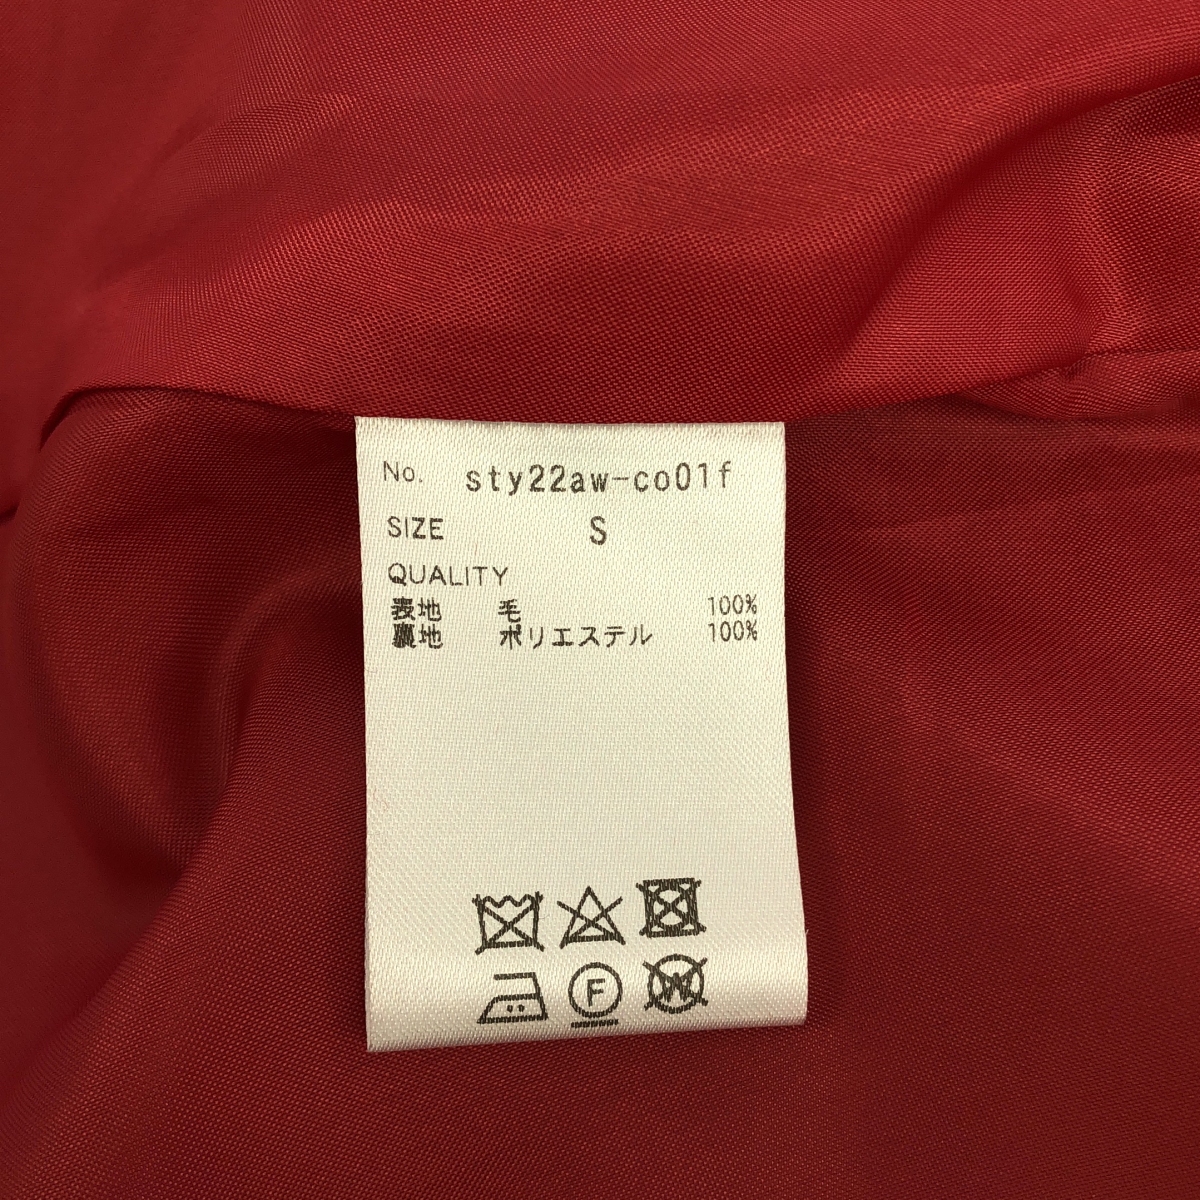 No. sty22aw-co01f
SIZE S
QUALITY
表地 毛 100%
裏地 ポリエステル 100%
F W